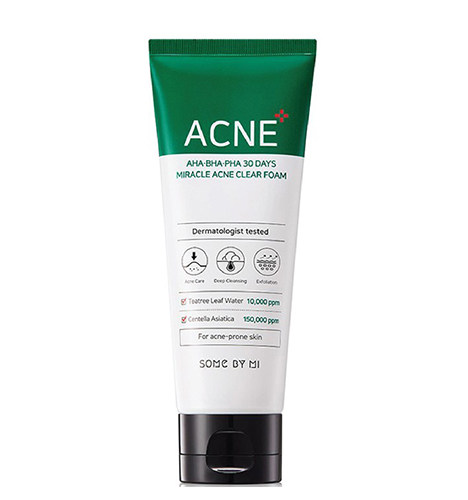 ACNE
AHA·BHA·PHA 30 DAYS
MIRACLE ACNE CLEAR FOAM
Dermatologist tested
Acne Care Deep Cleansing Exfoliation
Teatree Leaf Water 10,000 ppm
Centella Asiatica 150,000 ppm
For acne-prone skin
SOME BY MI